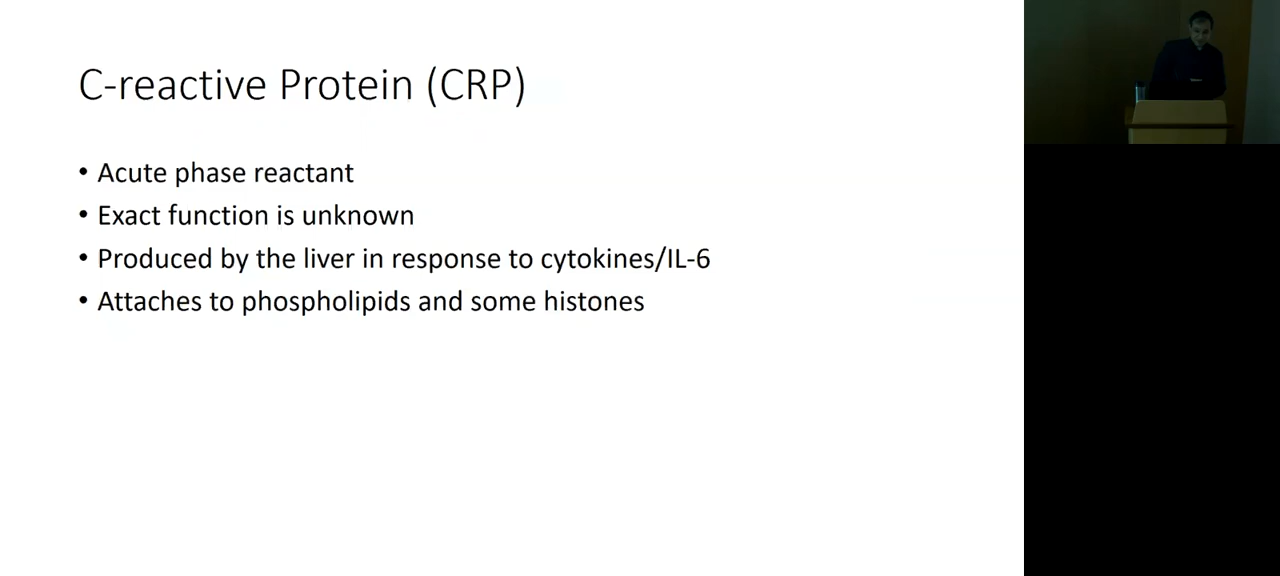 C-reactive Protein (CRP)
• Acute phase reactant
• Exact function is unknown
• Produced by the liver in response to cytokines/IL-6
• Attaches to phospholipids and some histones